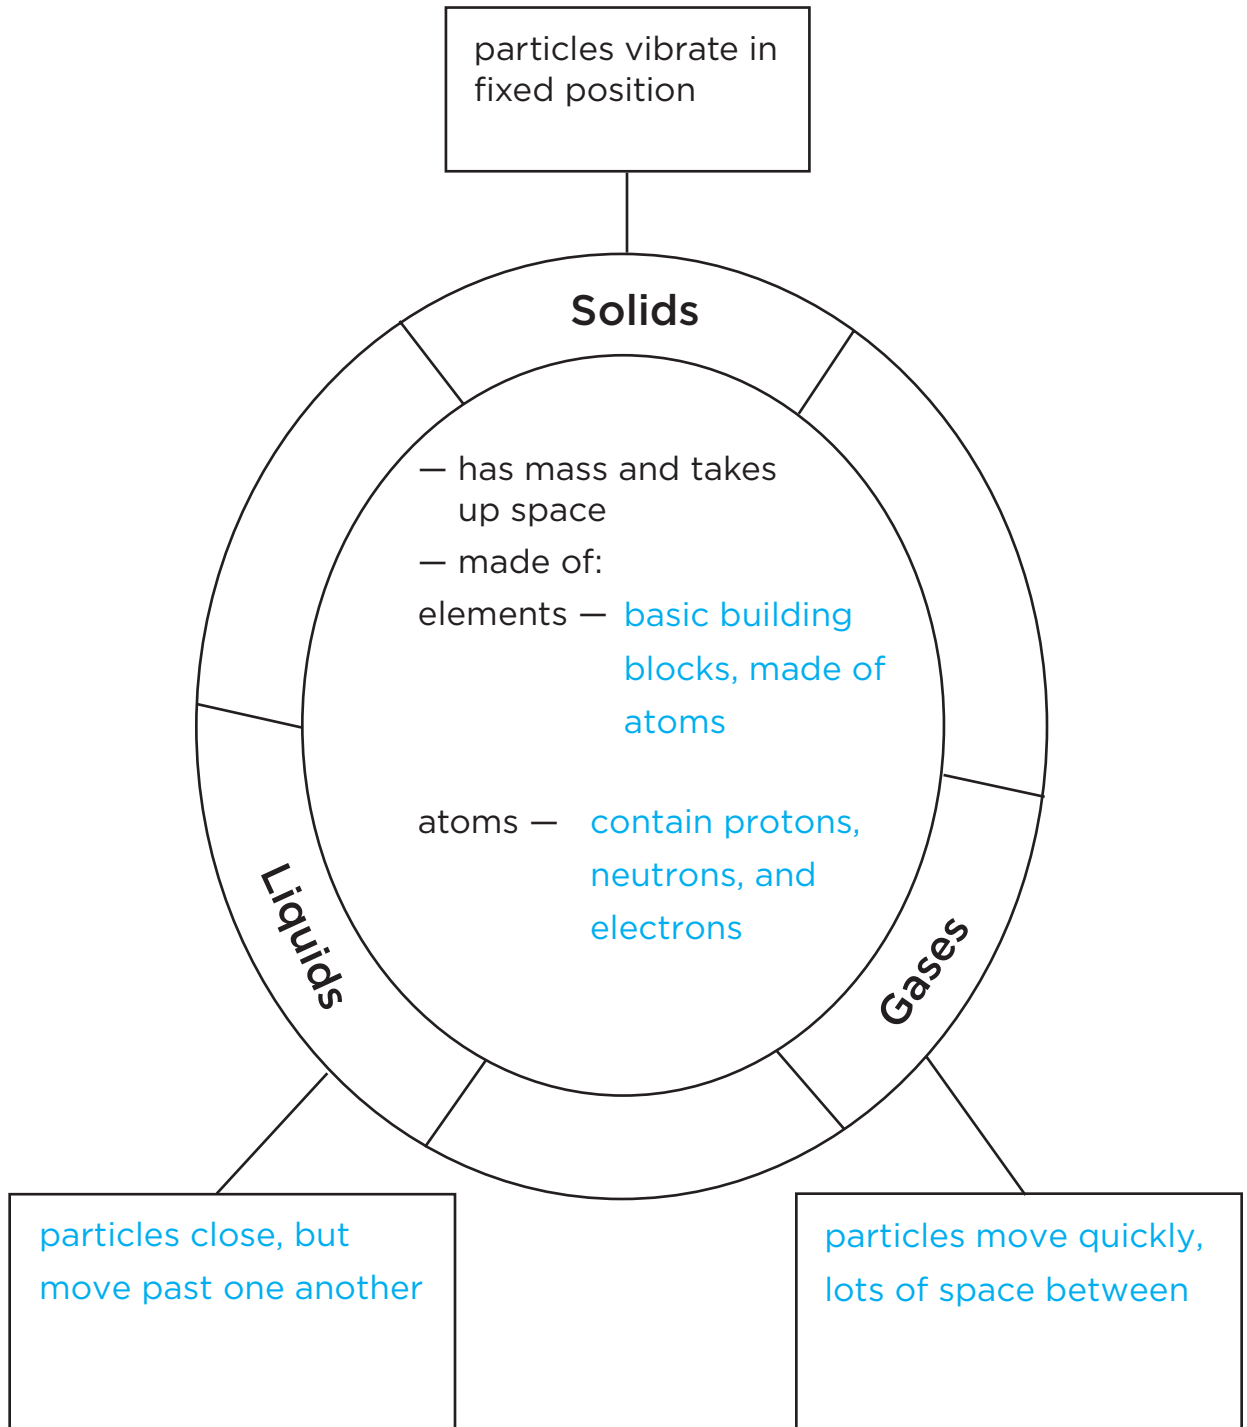 particles vibrate in
fixed position
Solids
— has mass and takes
up space
— made of:
elements — basic building
blocks, made of
atoms
atoms — contain protons,
neutrons, and
electrons
Liquids
Gases
particles close, but
move past one another
particles move quickly,
lots of space between